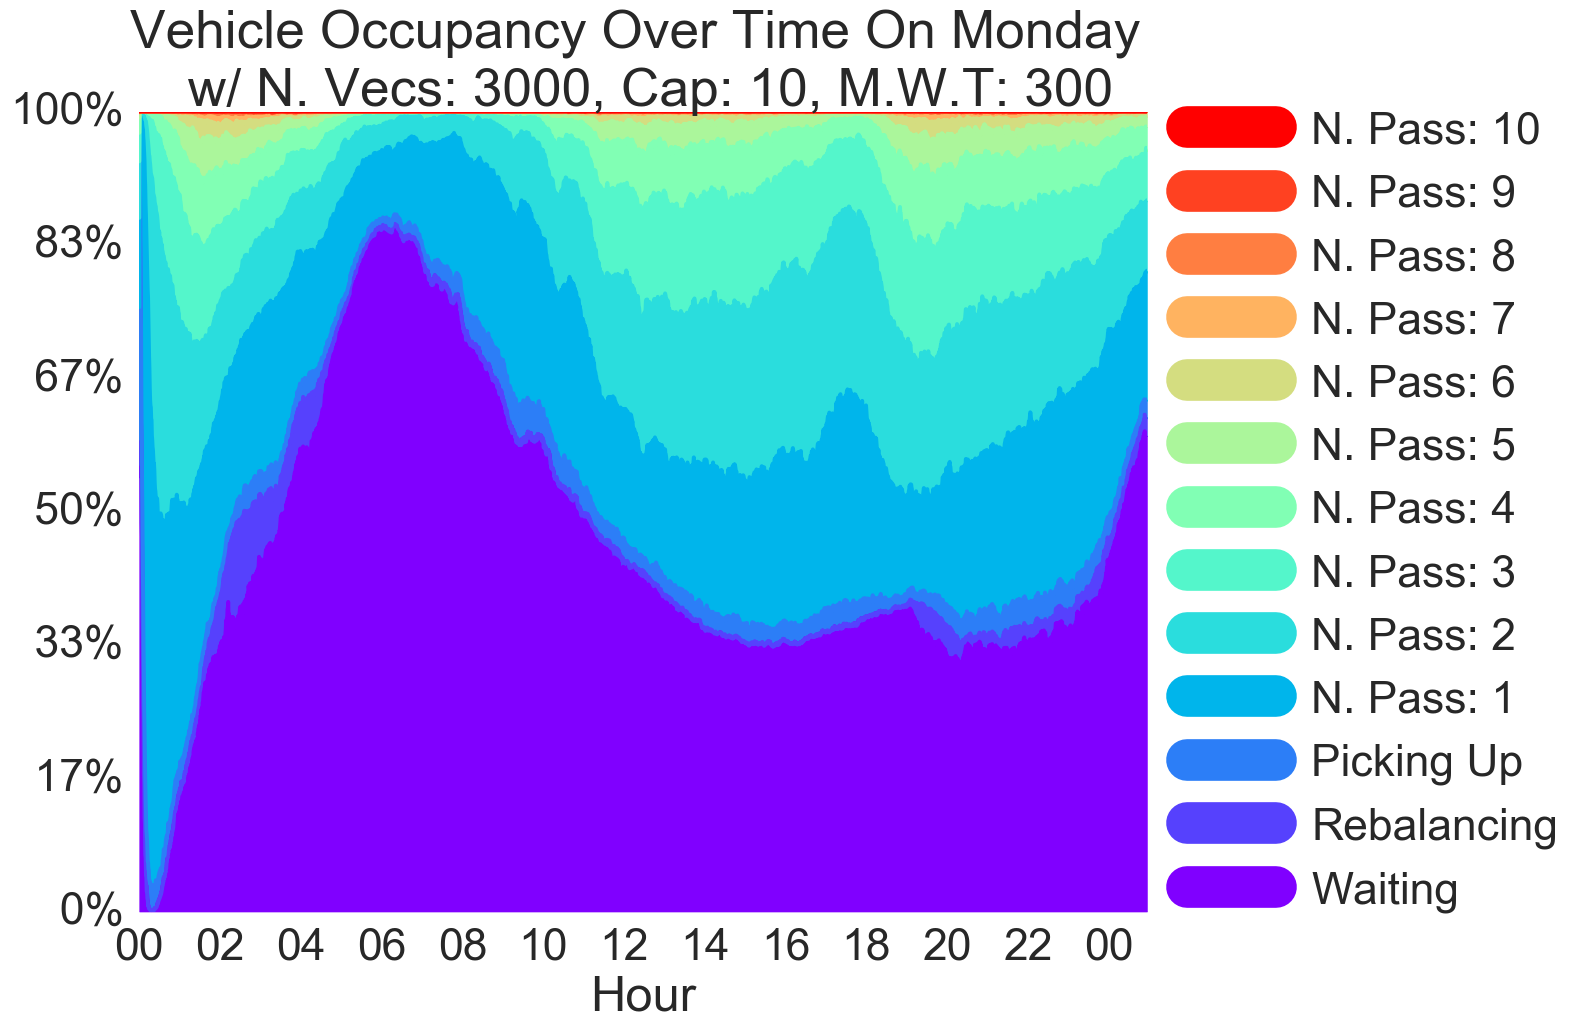 Vehicle Occupancy Over Time On Monday
w/ N. Vecs: 3000, Cap: 10, M.W.T: 300
100%
83%
67%
50%
33%
17%
0%
00 02 04 06 08 10 12 14 16 18 20 22 00
Hour
N. Pass: 10
N. Pass: 9
N. Pass: 8
N. Pass: 7
N. Pass: 6
N. Pass: 5
N. Pass: 4
N. Pass: 3
N. Pass: 2
N. Pass: 1
Picking Up
Rebalancing
Waiting